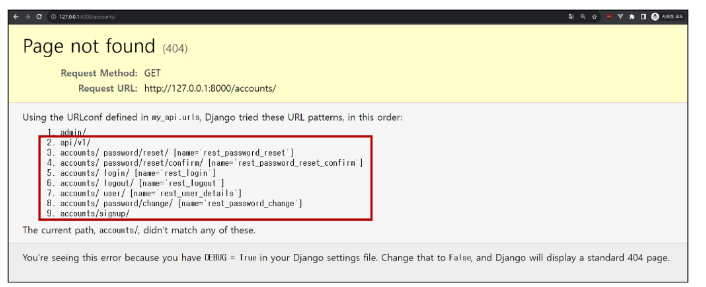 127.0.0.1:8000/accounts/
Page not found (404)
Request Method: GET
Request URL: http://127.0.0.1:8000/accounts/
Using the URLconf defined in my_api.urls, Django tried these URL patterns, in this order:
1. admin/
2. api/v1/
3. accounts/ password/reset/ [name='rest_password_reset']
4. accounts/ password/reset/confirm/ [name='rest_password_reset_confirm']
5. accounts/ login/ [name='rest_login']
6. accounts/ logout/ [name='rest_logout']
7. accounts/ user/ [name='rest_user_details']
8. accounts/ password/change/ [name='rest_password_change']
9. accounts/signup/
The current path, accounts/, didn't match any of these.
You're seeing this error because you have DEBUG = True in your Django settings file. Change that to False, and Django will display a standard 404 page.